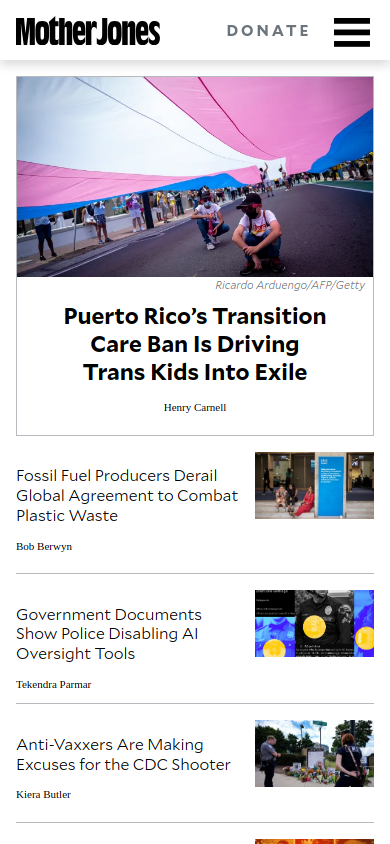 Mother Jones
DONATE
Ricardo Arduengo/AFP/Getty
Puerto Rico’s Transition
Care Ban Is Driving
Trans Kids Into Exile
Henry Carnell
Fossil Fuel Producers Derail
Global Agreement to Combat
Plastic Waste
Bob Berwyn
Government Documents
Show Police Disabling AI
Oversight Tools
Tekendra Parmar
Anti-Vaxxers Are Making
Excuses for the CDC Shooter
Kiera Butler